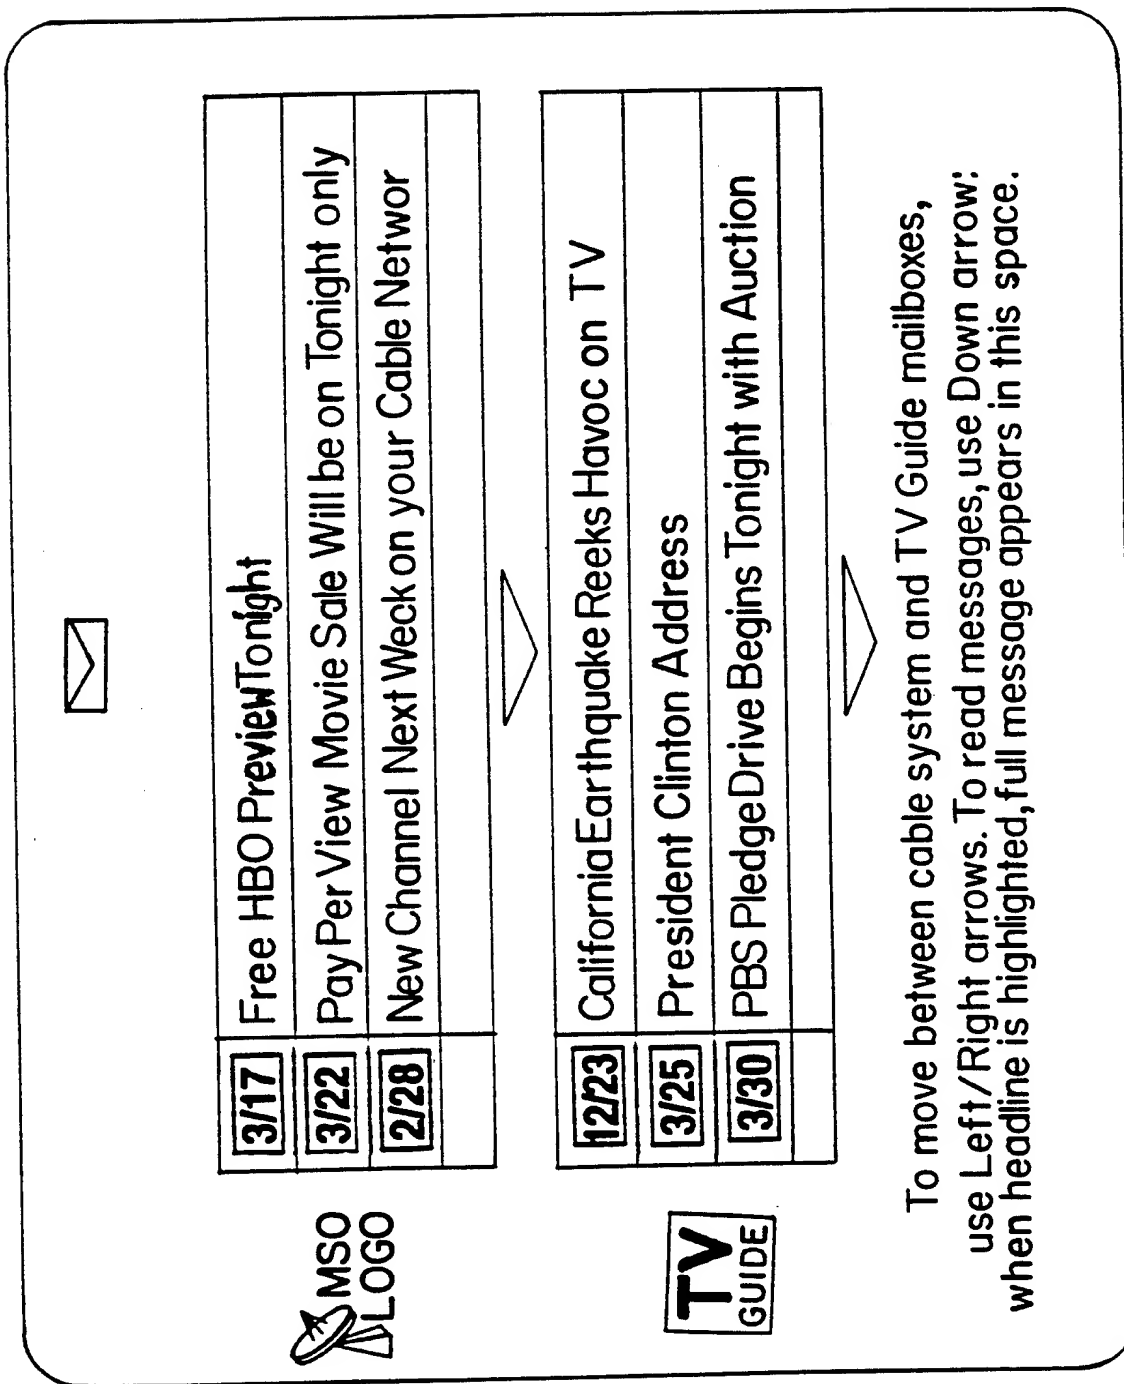 MSO
LOGO
3/17 Free HBO Preview Tonight
3/22 Pay Per View Movie Sale Will be on Tonight only
2/28 New Channel Next Weck on your Cable Networ
TV
GUIDE
12/23 California Earthquake Reeks Havoc on TV
3/25 President Clinton Address
3/30 PBS Pledge Drive Begins Tonight with Auction
To move between cable system and TV Guide mailboxes,
use Left/Right arrows. To read messages, use Down arrow:
when headline is highlighted, full message appears in this space.